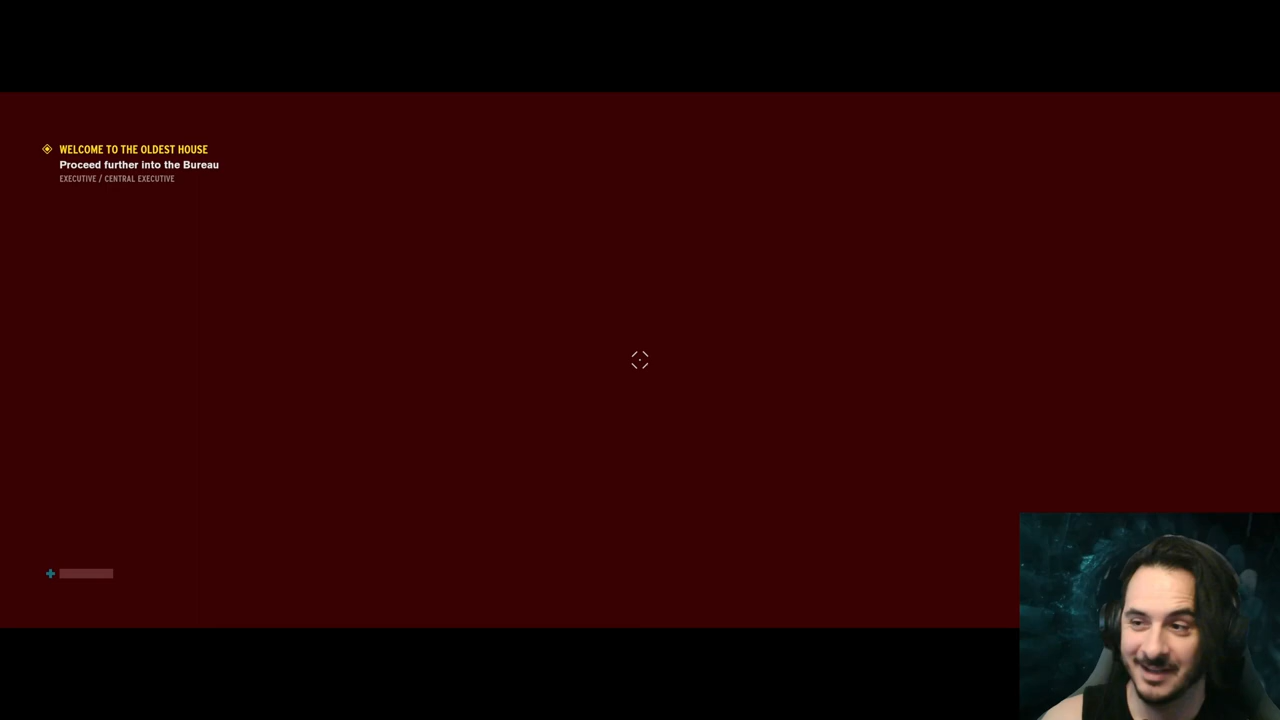 WELCOME TO THE OLDEST HOUSE
Proceed further into the Bureau
EXECUTIVE / CENTRAL EXECUTIVE